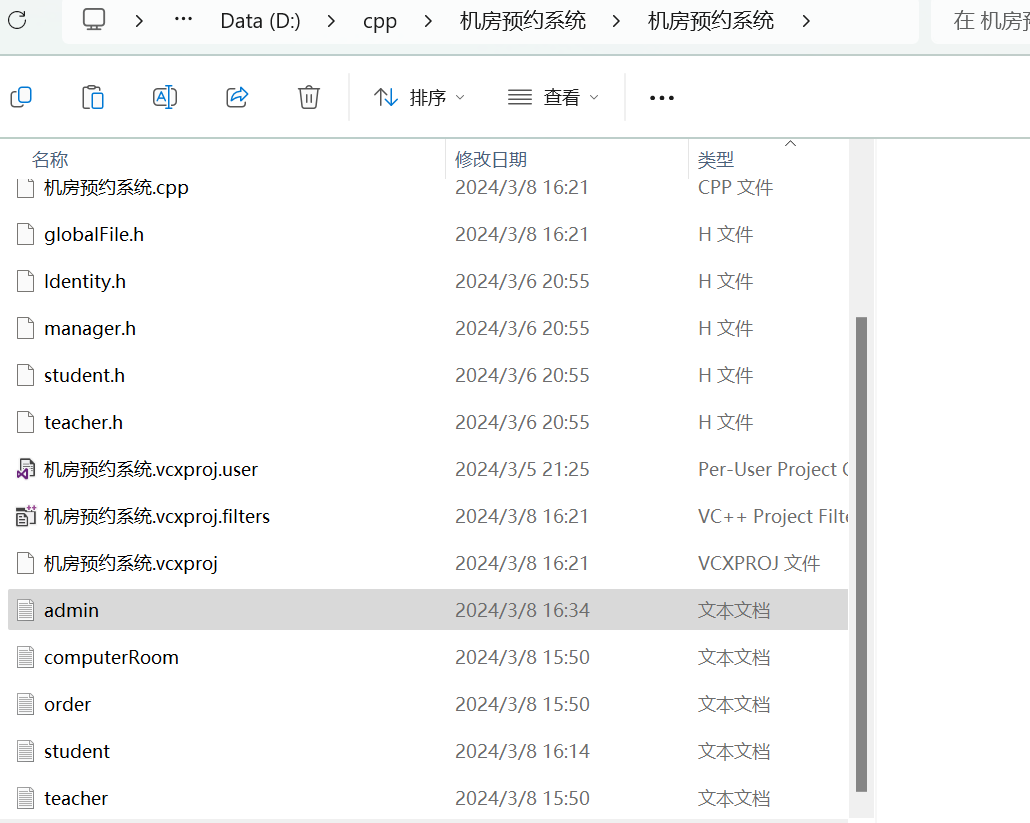 Data (D:) cpp 机房预约系统 机房预约系统 在 机房
排序 查看
名称 修改日期 类型
机房预约系统.cpp 2024/3/8 16:21 CPP 文件
globalFile.h 2024/3/8 16:21 H 文件
Identity.h 2024/3/6 20:55 H 文件
manager.h 2024/3/6 20:55 H 文件
student.h 2024/3/6 20:55 H 文件
teacher.h 2024/3/6 20:55 H 文件
机房预约系统.vcxproj.user 2024/3/5 21:25 Per-User Project
机房预约系统.vcxproj.filters 2024/3/8 16:21 VC++ Project Filte
机房预约系统.vcxproj 2024/3/8 16:21 VCXPROJ 文件
admin 2024/3/8 16:34 文本文档
computerRoom 2024/3/8 15:50 文本文档
order 2024/3/8 15:50 文本文档
student 2024/3/8 16:14 文本文档
teacher 2024/3/8 15:50 文本文档